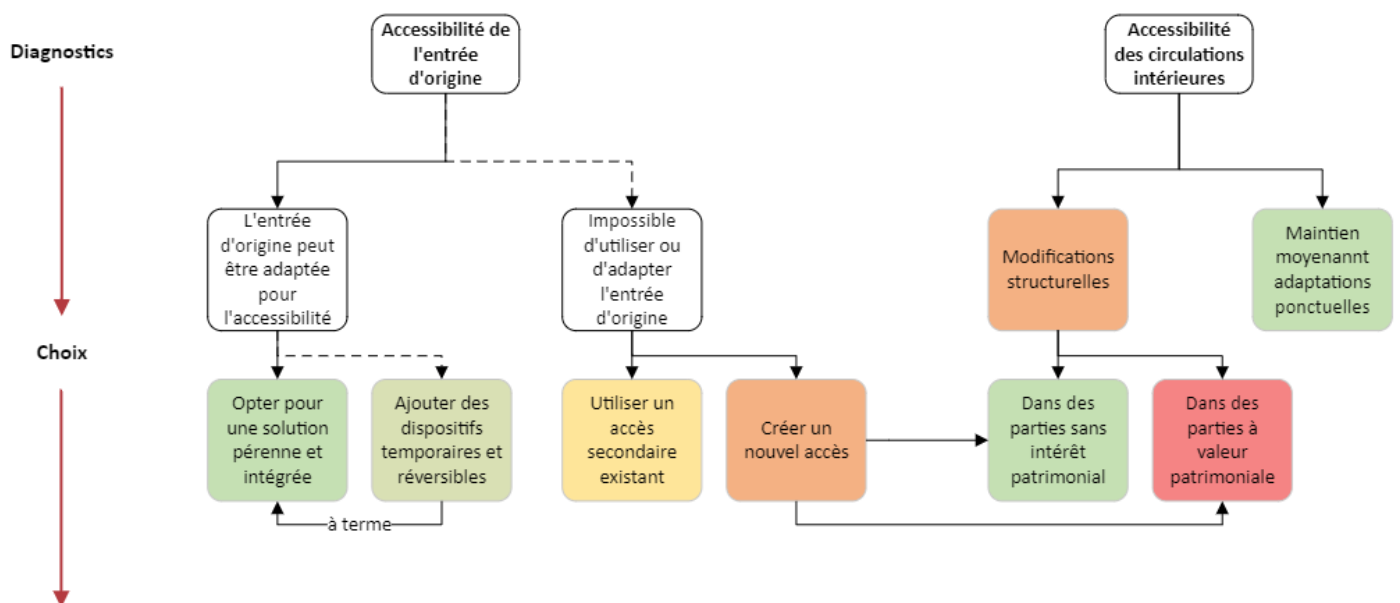 Diagnostics
Accessibilité de
l'entrée
d'origine
Accessibilité
des circulations
intérieures
L'entrée
d'origine peut
être adaptée
pour
l'accessibilité
Impossible
d'utiliser ou
d'adapter
l'entrée
d'origine
Modifications
structurelles
Maintien
moyenannt
adaptations
ponctuelles
Choix
Opter pour
une solution
pérenne et
intégrée
Ajouter des
dispositifs
temporaires et
réversibles
Utiliser un
accès
secondaire
existant
Créer un
nouvel accès
Dans des
parties sans
intérêt
patrimonial
Dans des
parties à
valeur
patrimoniale
à terme